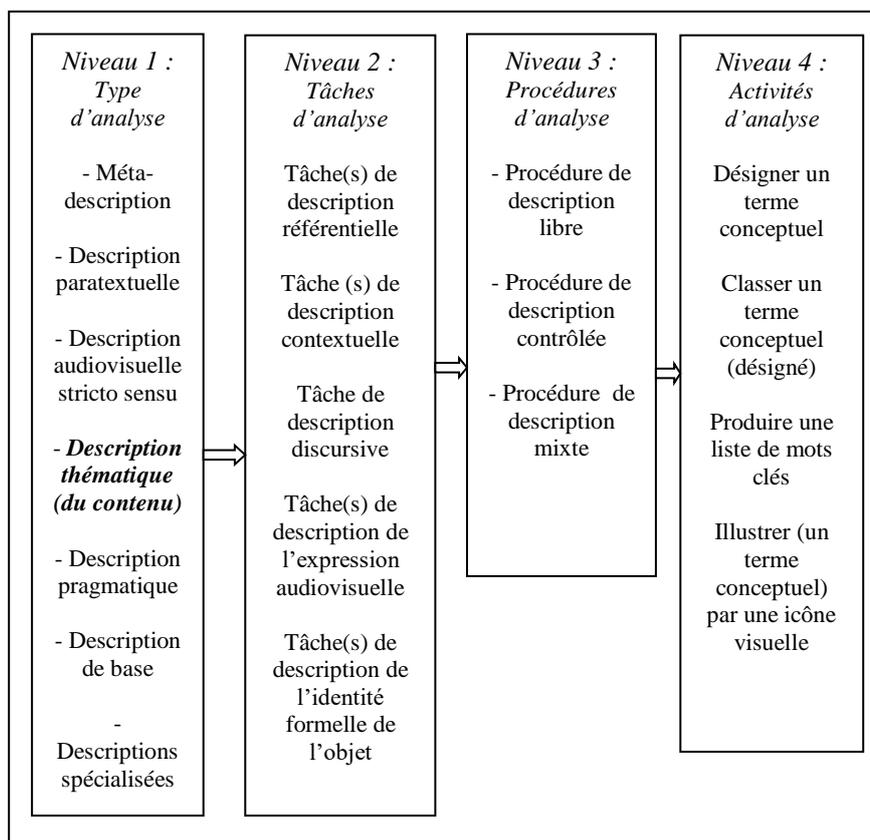 Niveau 1 :
Type
d’analyse
- Méta-
description
- Description
paratextuelle
- Description
audiovisuelle
stricto sensu
- Description
thématique
(du contenu)
- Description
pragmatique
- Description
de base
-
Descriptions
spécialisées
Niveau 2 :
Tâches
d’analyse
Tâche(s) de
description
référentielle
Tâche (s) de
description
contextuelle
Tâche de
description
discursive
Tâche(s) de
description de
l’expression
audiovisuelle
Tâche(s) de
description de
l’identité
formelle de
l’objet
Niveau 3 :
Procédures
d’analyse
- Procédure de
description
libre
- Procédure de
description
contrôlée
- Procédure de
description
mixte
Niveau 4 :
Activités
d’analyse
Désigner un
terme
conceptuel
Classer un
terme
conceptuel
(désigné)
Produire une
liste de mots
clés
Illustrer (un
terme
conceptuel)
par une icône
visuelle